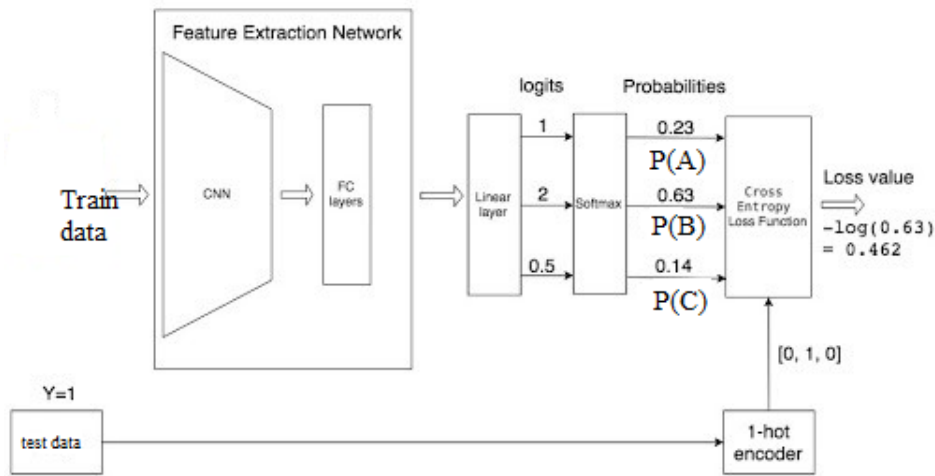 Feature Extraction Network
logits
Probabilities
1
0.23
P(A)
Train
data
CNN
FC
layers
Linear
layer
2
Softmax
0.63
P(B)
Cross
Entropy
Loss Function
Loss value
-log(0.63)
= 0.462
0.5
0.14
P(C)
[0, 1, 0]
Y=1
test data
1-hot
encoder